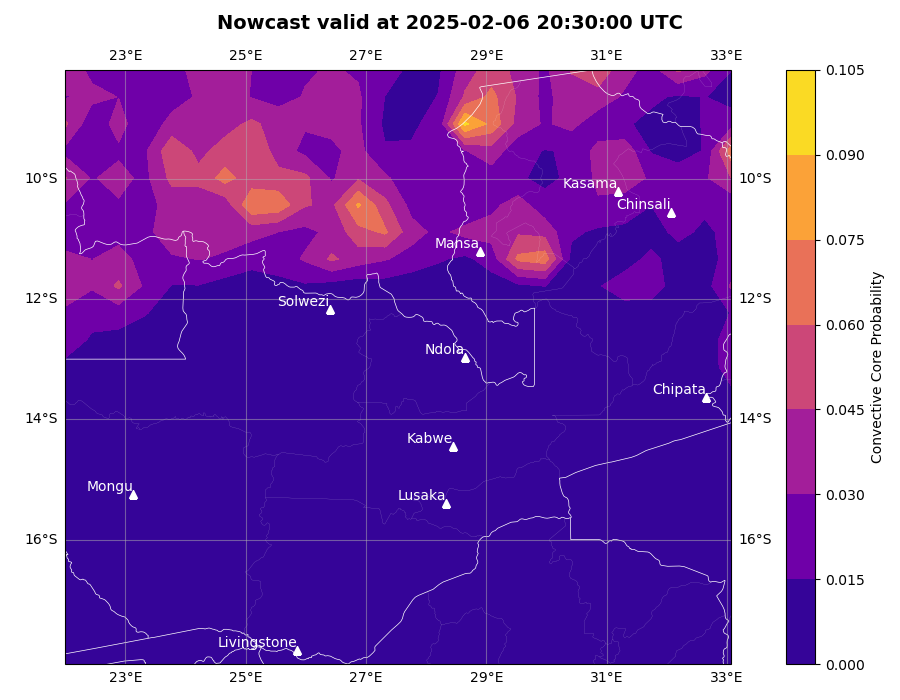 Nowcast valid at 2025-02-06 20:30:00 UTC
23°E 25°E 27°E 29°E 31°E 33°E
0.105
0.090
0.075
0.060
0.045
0.030
0.015
0.000
Convective Core Probability
10°S 10°S
12°S 12°S
14°S 14°S
16°S 16°S
Kasama
Chinsali
Mansa
Solwezi
Ndola
Chipata
Kabwe
Mongu
Lusaka
Livingstone
23°E 25°E 27°E 29°E 31°E 33°E